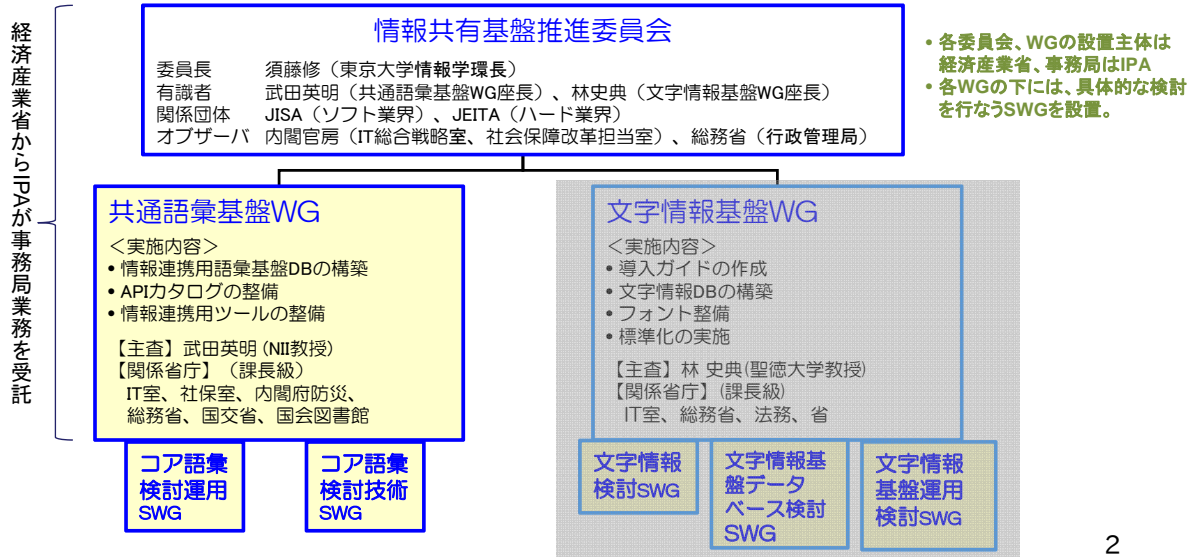 経済産業省からIPAが事務局業務を受託
情報共有基盤推進委員会
委員長 須藤修（東京大学情報学環長）
有識者 武田英明（共通語彙基盤WG座長）、林史典（文字情報基盤WG座長）
関係団体 JISA（ソフト業界）、JEITA（ハード業界）
オブザーバ 内閣官房（IT総合戦略室、社会保障改革担当室）、総務省（行政管理局）
• 各委員会、WGの設置主体は
経済産業省、事務局はIPA
• 各WGの下には、具体的な検討
を行なうSWGを設置。
共通語彙基盤WG
＜実施内容＞
• 情報連携用語彙基盤DBの構築
• APIカタログの整備
• 情報連携用ツールの整備
【主査】武田英明 (NII教授)
【関係省庁】（課長級）
IT室、社保室、内閣府防災、
総務省、国交省、国会図書館
コア語彙
検討運用
SWG
コア語彙
検討技術
SWG
文字情報基盤WG
＜実施内容＞
• 導入ガイドの作成
• 文字情報DBの構築
• フォント整備
• 標準化の実施
【主査】林 史典(聖徳大学教授)
【関係省庁】(課長級)
IT室、総務省、法務、省
文字情報
検討SWG
文字情報基
盤データ
ベース検討
SWG
文字情報
基盤運用
検討SWG
2